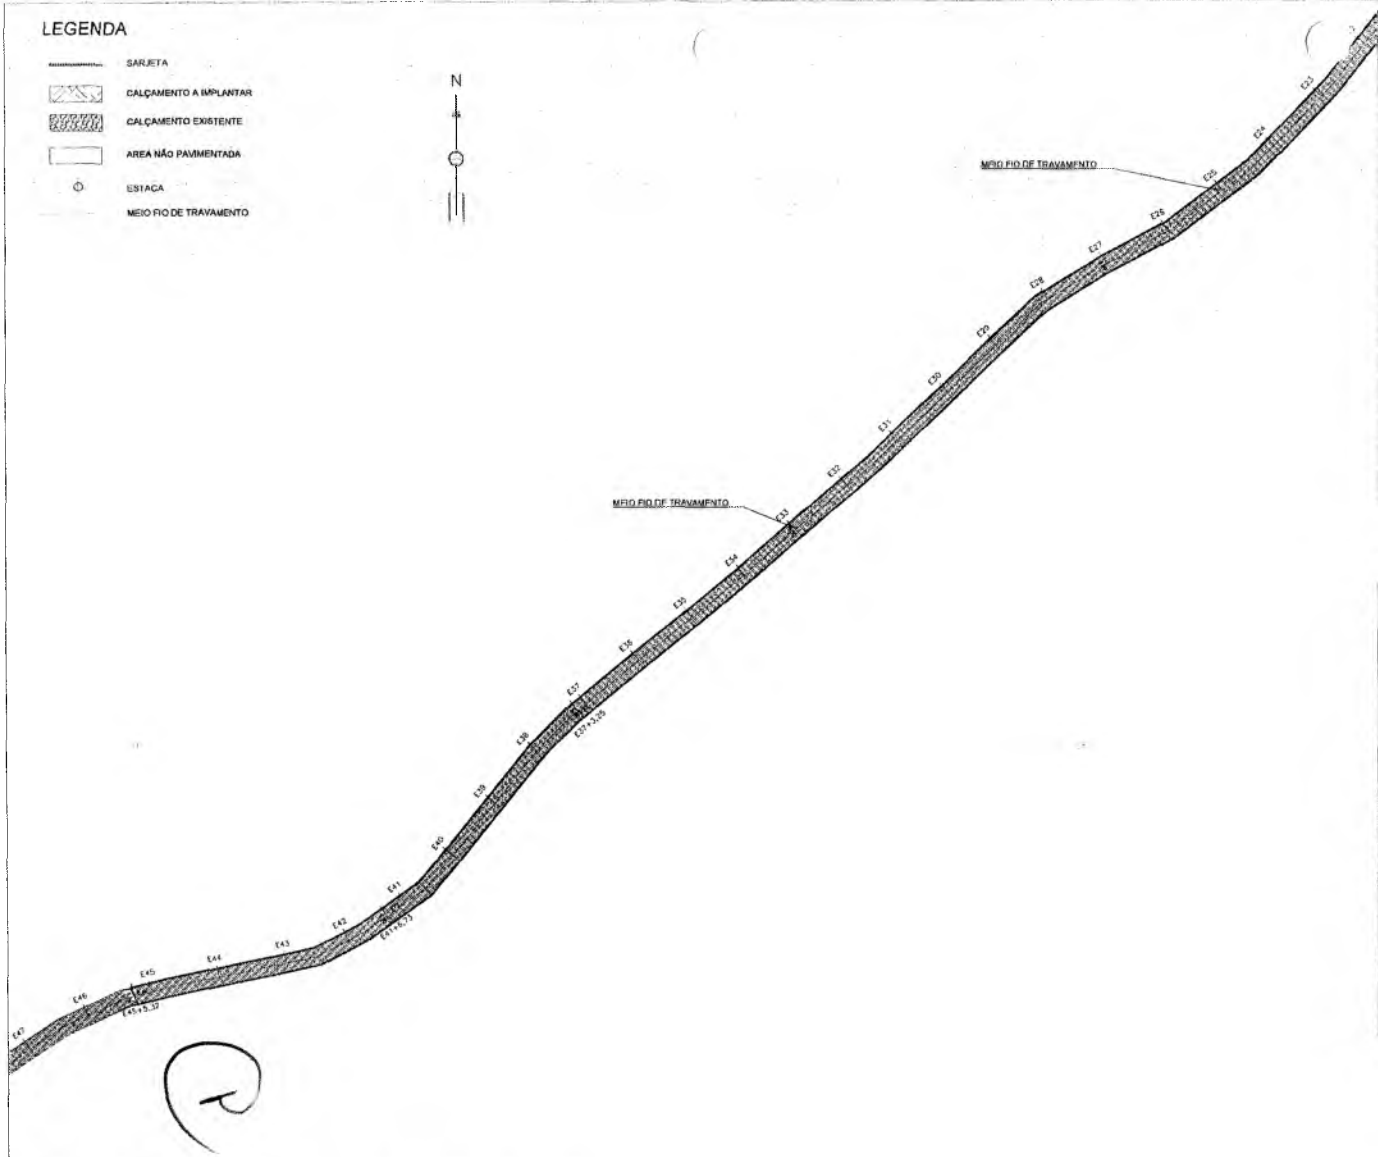 LEGENDA
SARJETA
CALÇAMENTO A IMPLANTAR
CALÇAMENTO EXISTENTE
AREA NÃO PAVIMENTADA
ESTACA
MEIO FIO DE TRAVAMENTO
N
E23
E24
MEIO FIO DE TRAVAMENTO
E25
E26
E27
E28
E29
E30
E31
E32
MEIO FIO DE TRAVAMENTO
E33
E34
E35
E36
E37
E37+3,25
E38
E39
E40
E41
E41+6,73
E42
E43
E44
E45
E45+5,32
E46
E47